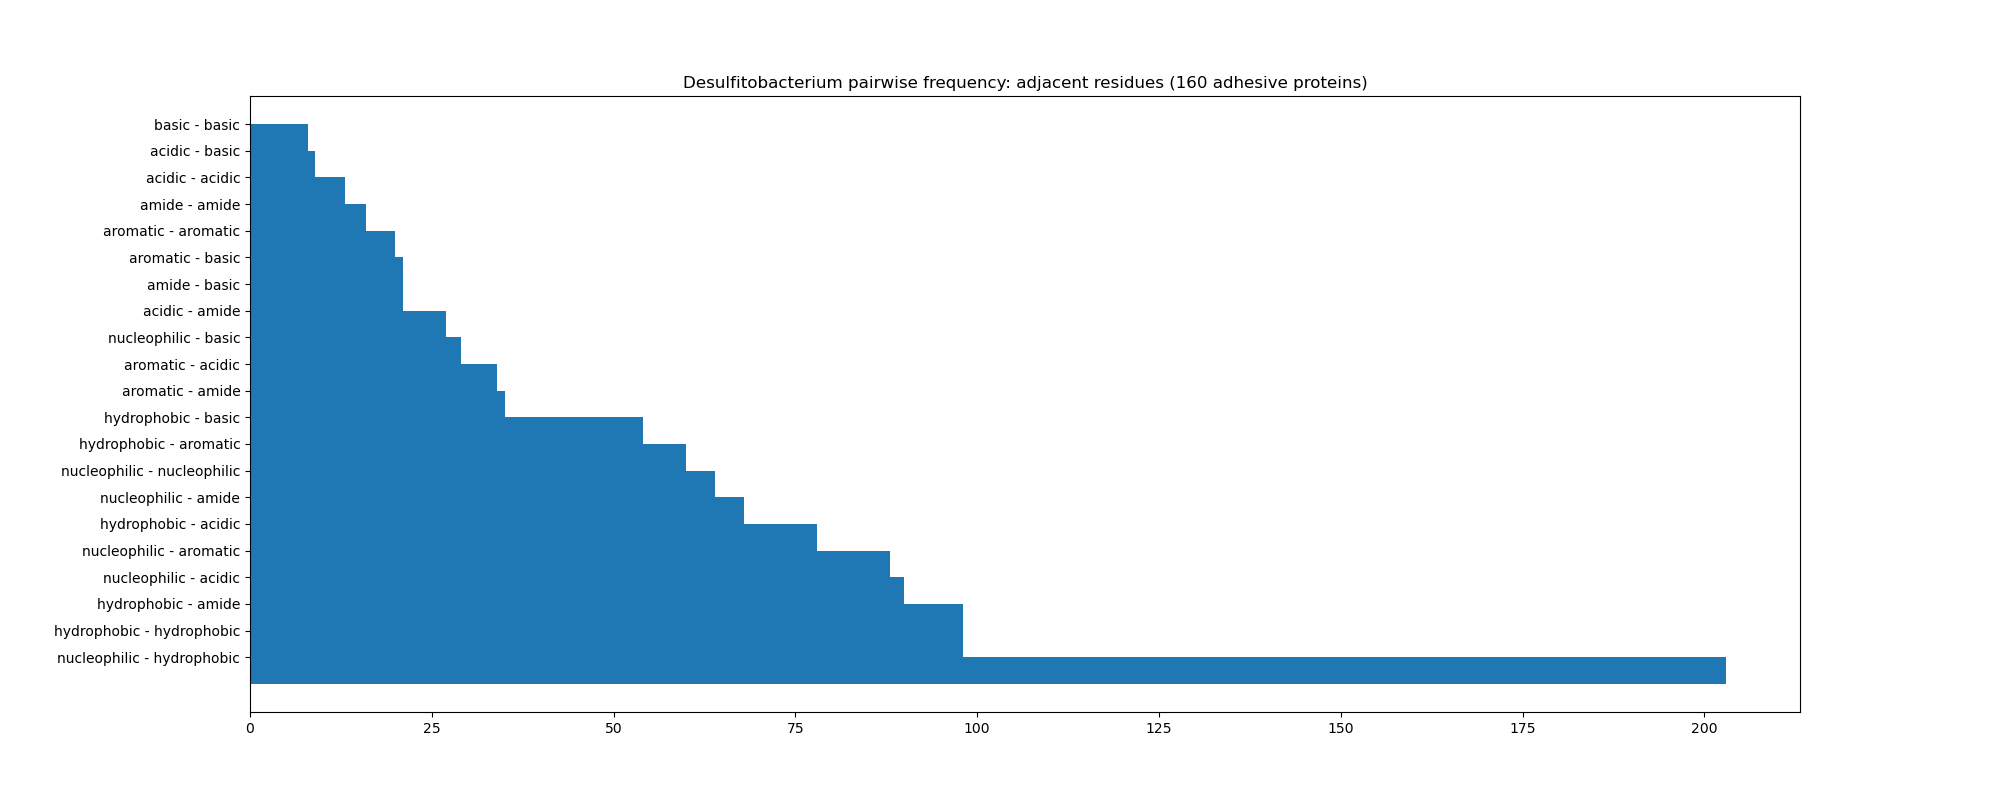 Desulfitobacterium pairwise frequency: adjacent residues (160 adhesive proteins)
basic - basic
acidic - basic
acidic - acidic
amide - amide
aromatic - aromatic
aromatic - basic
amide - basic
acidic - amide
nucleophilic - basic
aromatic - acidic
aromatic - amide
hydrophobic - basic
hydrophobic - aromatic
nucleophilic - nucleophilic
nucleophilic - amide
hydrophobic - acidic
nucleophilic - aromatic
nucleophilic - acidic
hydrophobic - amide
hydrophobic - hydrophobic
nucleophilic - hydrophobic
0 25 50 75 100 125 150 175 200